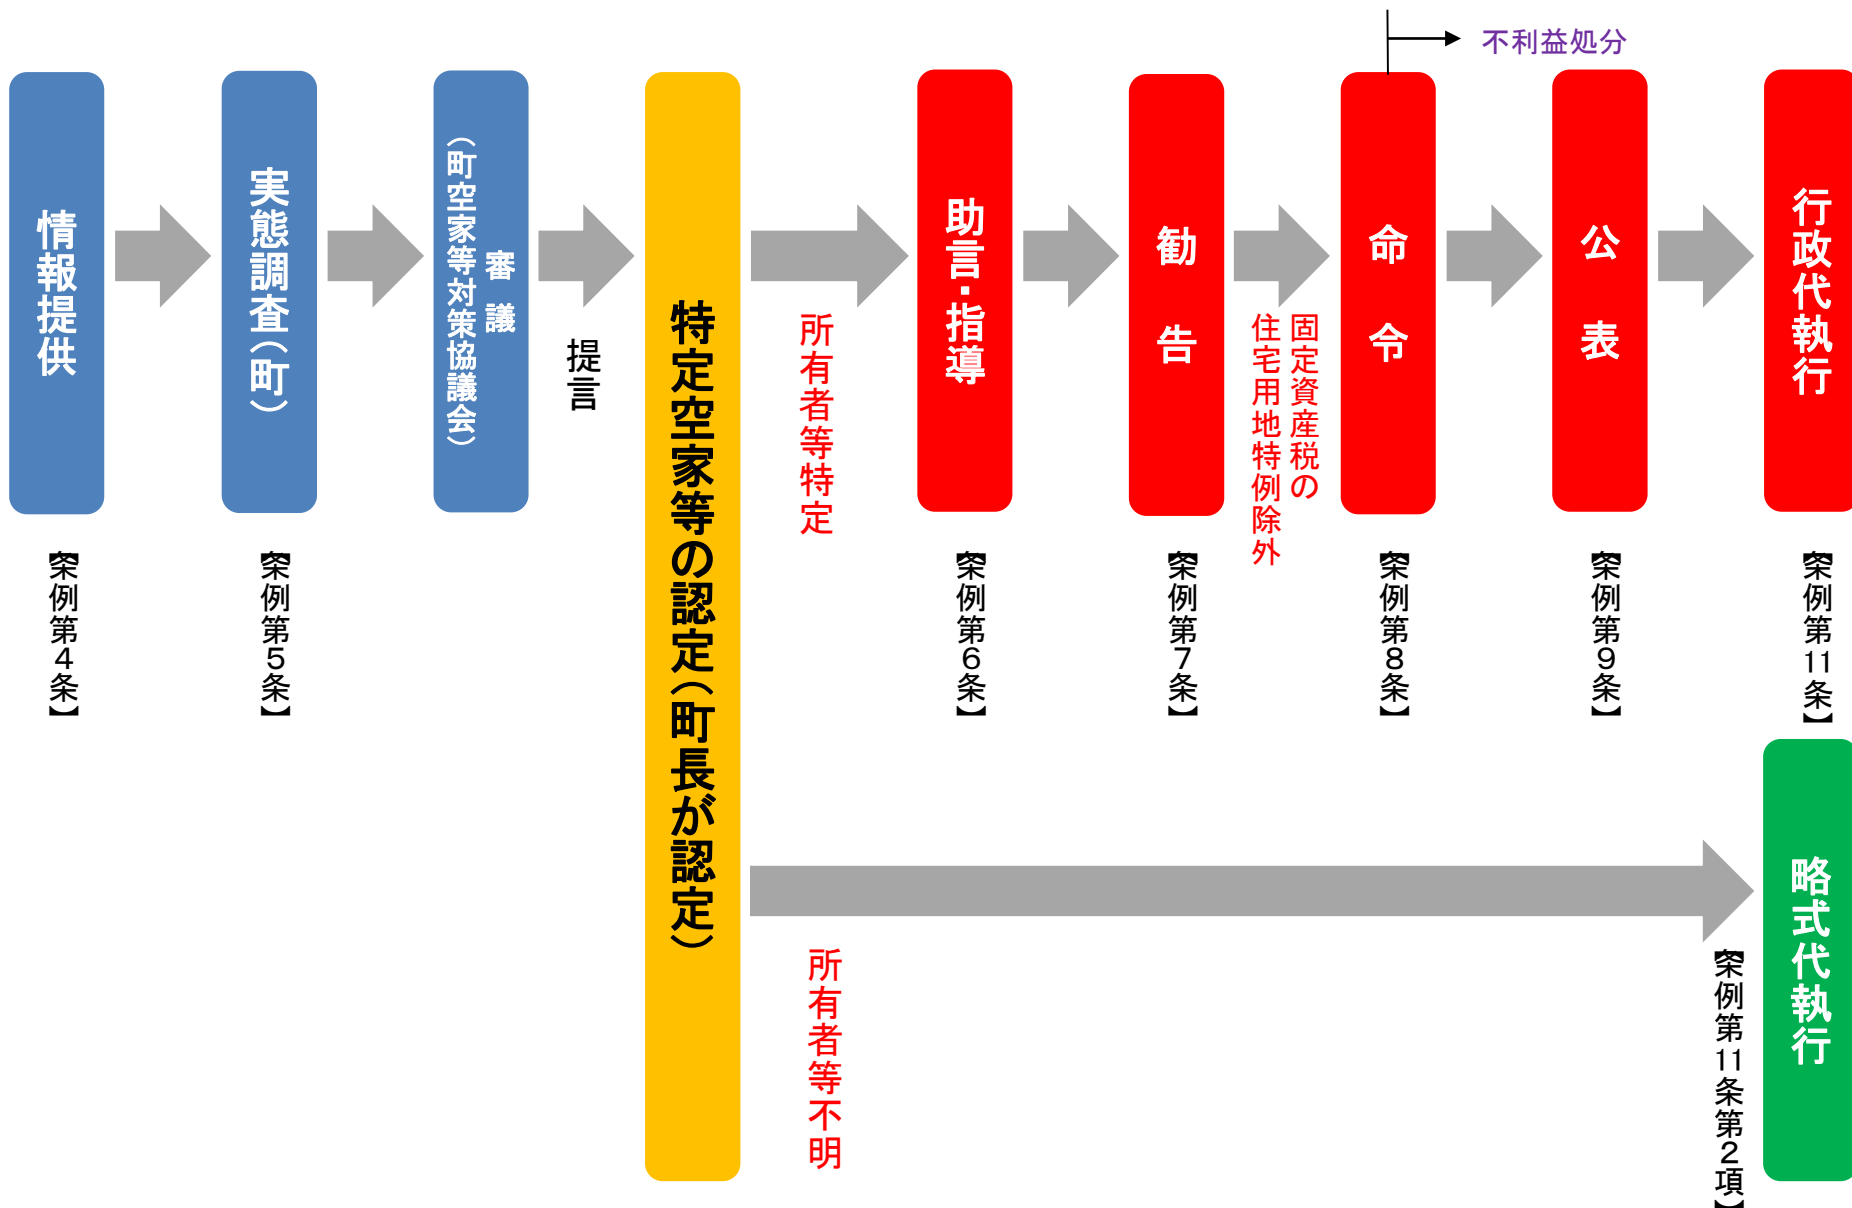 不利益処分
情報提供
実態調査（町）
審　議
（町空家等対策協議会）
提言
特定空家等の認定（町長が認定）
所有者等特定
助言・指導
勧　告
固定資産税の
住宅用地特例除外
命　令
公　表
行政代執行
【条例第４条】
【条例第５条】
【条例第６条】
【条例第７条】
【条例第８条】
【条例第９条】
【条例第11条】
所有者等不明
【条例第11条第２項】
略式代執行